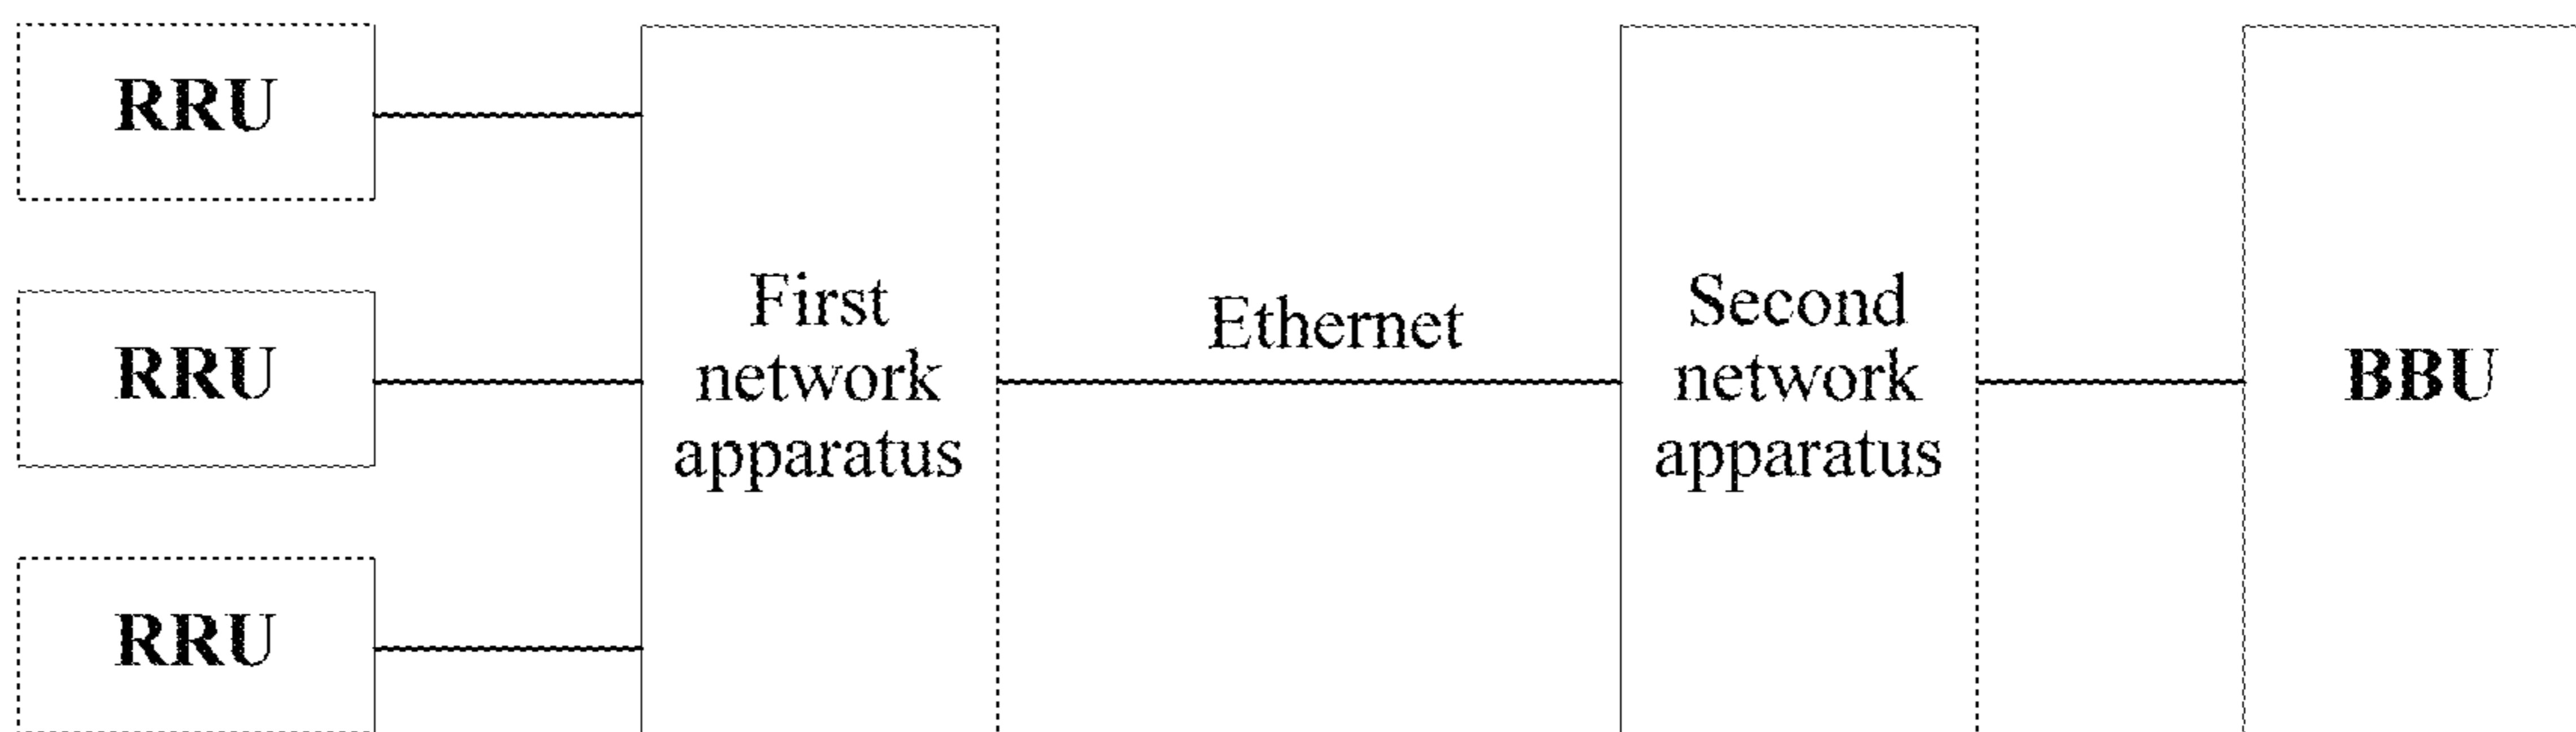 RRU
RRU
RRU
First
network
apparatus
Ethernet
Second
network
apparatus
BBU